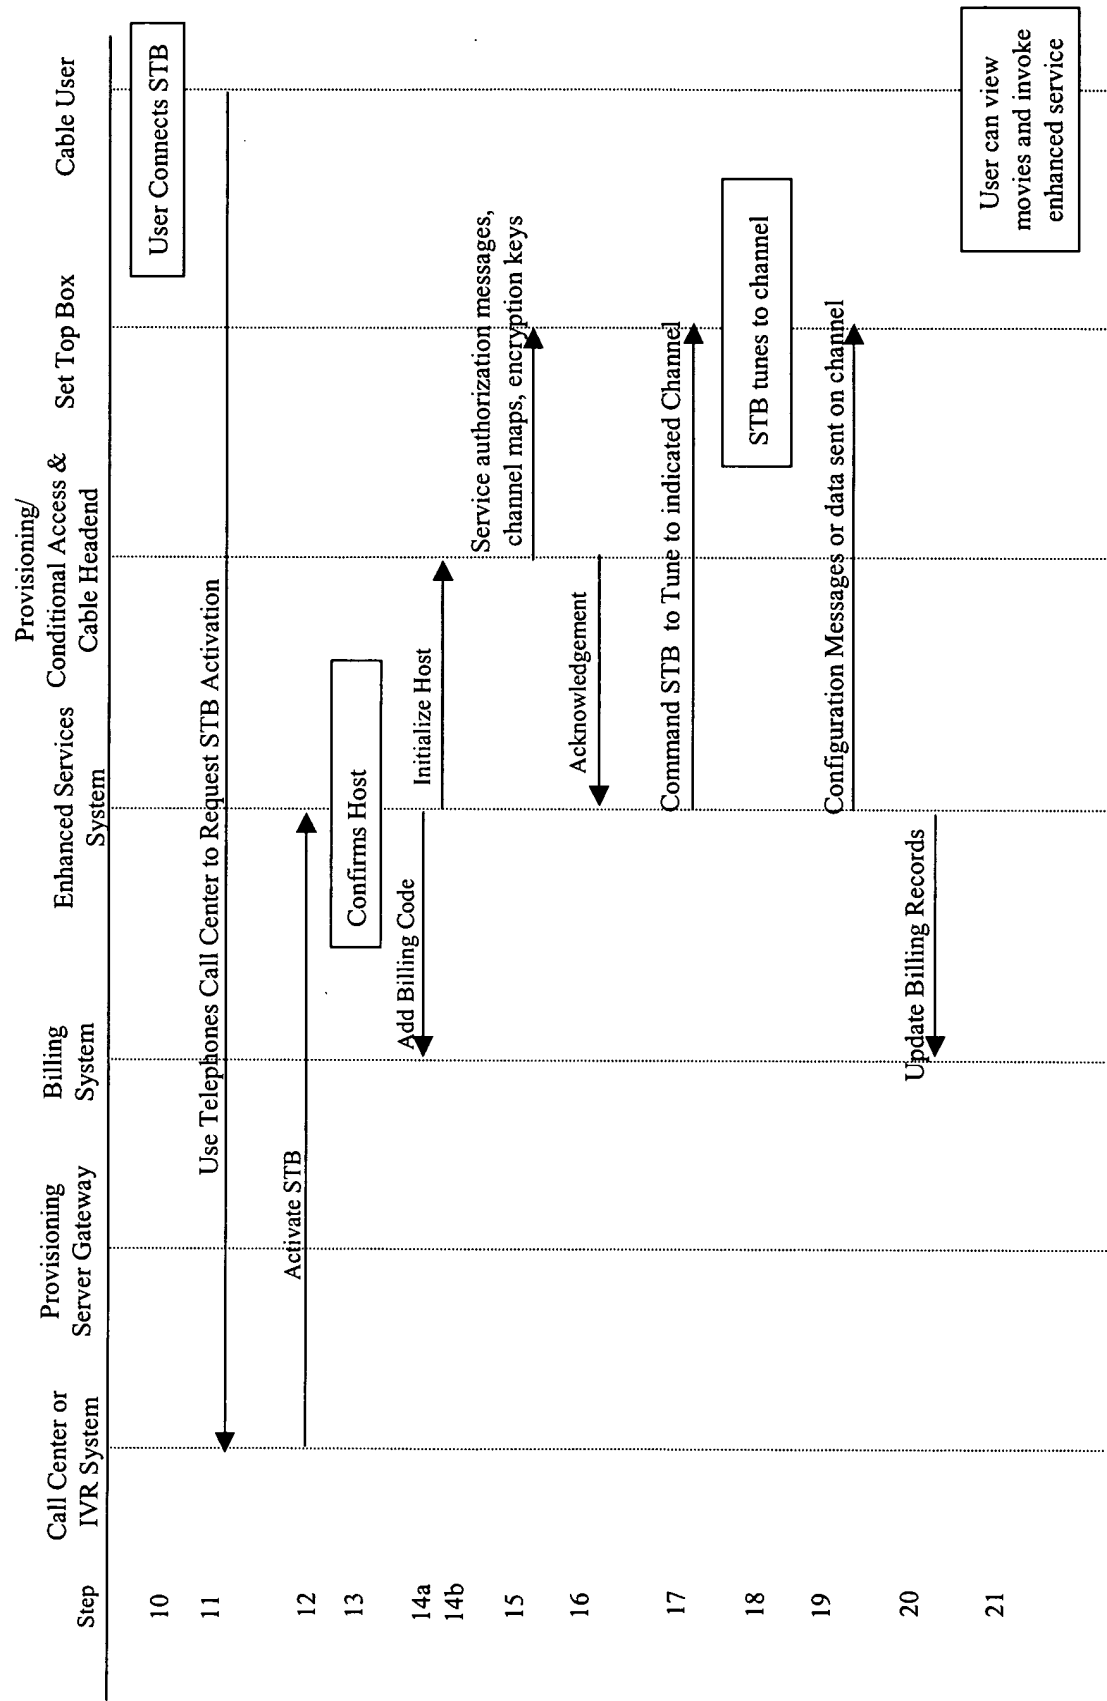 Step
Call Center or
IVR System
Provisioning
Server Gateway
Billing
System
Enhanced Services
System
Provisioning/
Conditional Access &
Cable Headend
Set Top Box
Cable User
10
User Connects STB
11
Use Telephones Call Center to Request STB Activation
12
Activate STB
13
Confirms Host
14a
Add Billing Code
14b
Initialize Host
15
Service authorization messages,
channel maps, encryption keys
16
Acknowledgement
17
Command STB to Tune to indicated Channel
18
STB tunes to channel
19
Configuration Messages or data sent on channel
20
Update Billing Records
21
User can view
movies and invoke
enhanced service